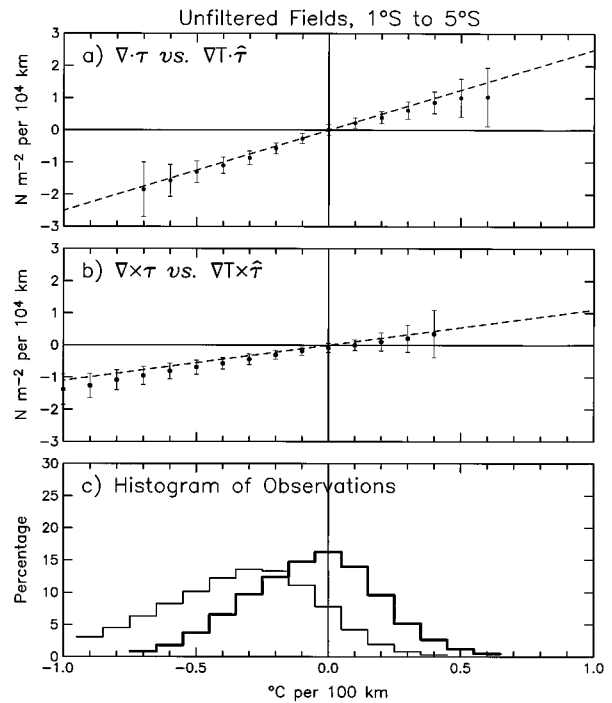 Unfiltered Fields, 1°S to 5°S
a) ∇·τ vs. ∇T·τ̂
3
2
1
0
-1
-2
-3
N m⁻² per 10⁴ km
b) ∇×τ vs. ∇T×τ̂
3
2
1
0
-1
-2
-3
N m⁻² per 10⁴ km
c) Histogram of Observations
30
25
20
15
10
5
0
Percentage
-1.0 -0.5 0.0 0.5 1.0
°C per 100 km